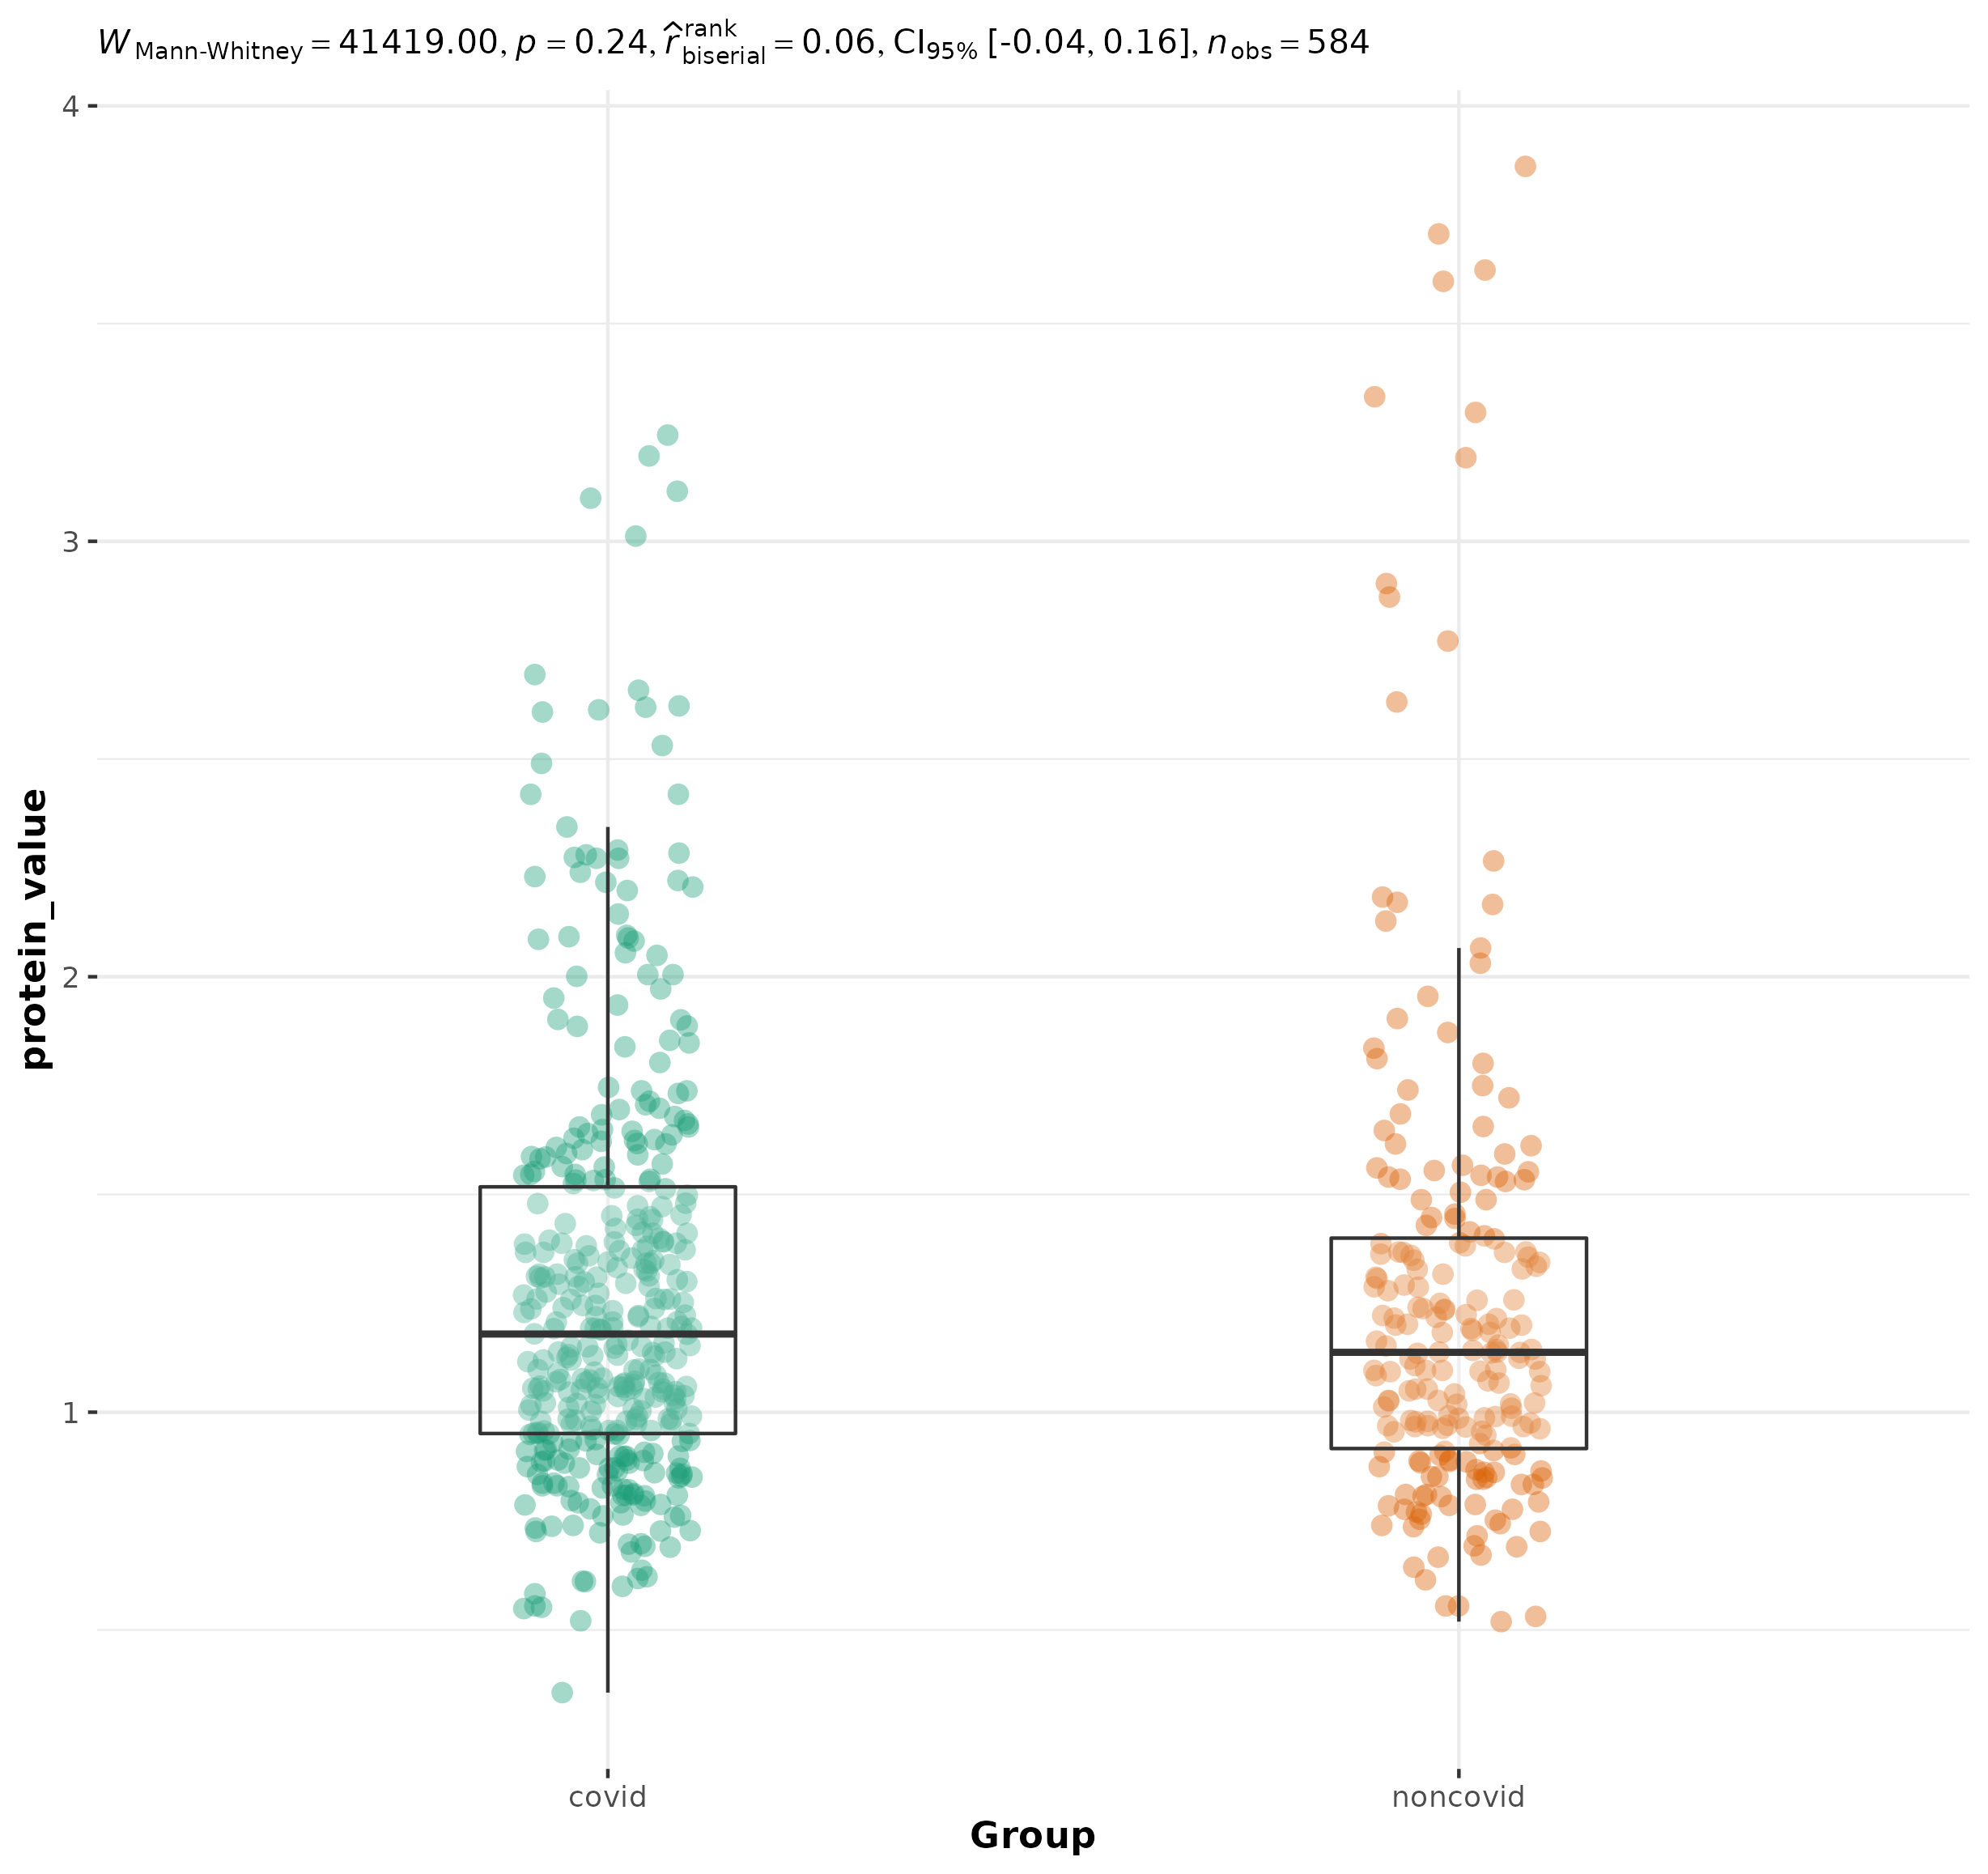 W Mann-Whitney = 41419.00, p = 0.24, r̂ rank biserial = 0.06, CI95% [-0.04, 0.16], n obs = 584
4
3
2
1
protein_value
covid noncovid
Group